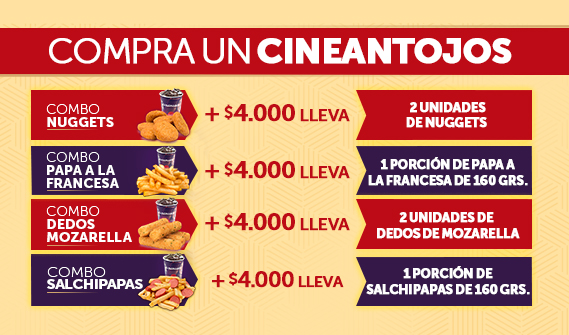 COMPRA UN CINEANTOJOS
COMBO
NUGGETS
+ $4.000 LLEVA
2 UNIDADES
DE NUGGETS
COMBO
PAPA A LA
FRANCESA
+ $4.000 LLEVA
1 PORCIÓN DE PAPA A
LA FRANCESA DE 160 GRS.
COMBO
DEDOS
MOZARELLA
+ $4.000 LLEVA
2 UNIDADES DE
DEDOS DE MOZARELLA
COMBO
SALCHIPAPAS
+ $4.000 LLEVA
1 PORCIÓN DE
SALCHIPAPAS DE 160 GRS.